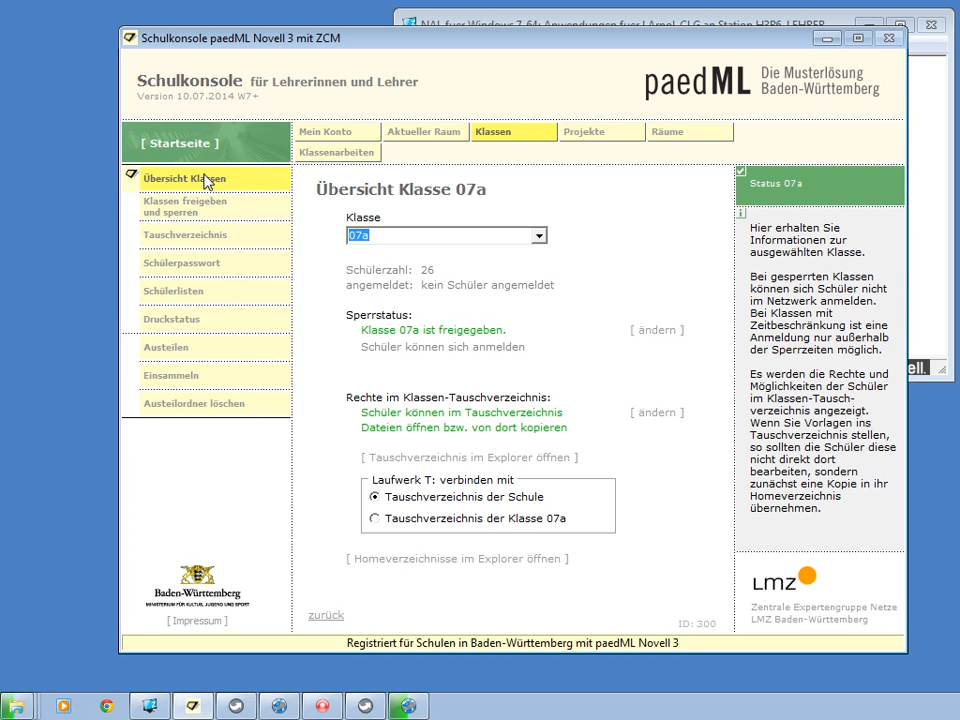 NAL fuer Windows 7-64: Anwendungen fuer LArnol.CLG an Station H3R6-LEHRER
Schulkonsole paedML Novell 3 mit ZCM
Schulkonsole für Lehrerinnen und Lehrer
Version 10.07.2014 W7+
paedML Die Musterlösung
Baden-Württemberg
[ Startseite ]
Mein Konto
Aktueller Raum
Klassen
Projekte
Räume
Klassenarbeiten
Übersicht Klassen
Klassen freigeben
und sperren
Tauschverzeichnis
Schülerpasswort
Schülerlisten
Druckstatus
Austeilen
Einsammeln
Austeilordner löschen
Baden-Württemberg
MINISTERIUM FÜR KULTUS, JUGEND UND SPORT
[ Impressum ]
Übersicht Klasse 07a
Klasse
07a
Schülerzahl: 26
angemeldet: kein Schüler angemeldet
Sperrstatus:
Klasse 07a ist freigegeben. [ ändern ]
Schüler können sich anmelden
Rechte im Klassen-Tauschverzeichnis:
Schüler können im Tauschverzeichnis [ ändern ]
Dateien öffnen bzw. von dort kopieren
[ Tauschverzeichnis im Explorer öffnen ]
Laufwerk T: verbinden mit
Tauschverzeichnis der Schule
Tauschverzeichnis der Klasse 07a
[ Homeverzeichnisse im Explorer öffnen ]
zurück
ID: 300
Status 07a
i
Hier erhalten Sie
Informationen zur
ausgewählten Klasse.
Bei gesperrten Klassen
können sich Schüler nicht
im Netzwerk anmelden.
Bei Klassen mit
Zeitbeschränkung ist eine
Anmeldung nur außerhalb
der Sperrzeiten möglich.
Es werden die Rechte und
Möglichkeiten der Schüler
im Klassen-Tausch-
verzeichnis angezeigt.
Wenn Sie Vorlagen ins
Tauschverzeichnis stellen,
so sollten die Schüler diese
nicht direkt dort
bearbeiten, sondern
zunächst eine Kopie in ihr
Homeverzeichnis
übernehmen.
ell.
LMZ
Zentrale Expertengruppe Netze
LMZ Baden-Württemberg
Registriert für Schulen in Baden-Württemberg mit paedML Novell 3